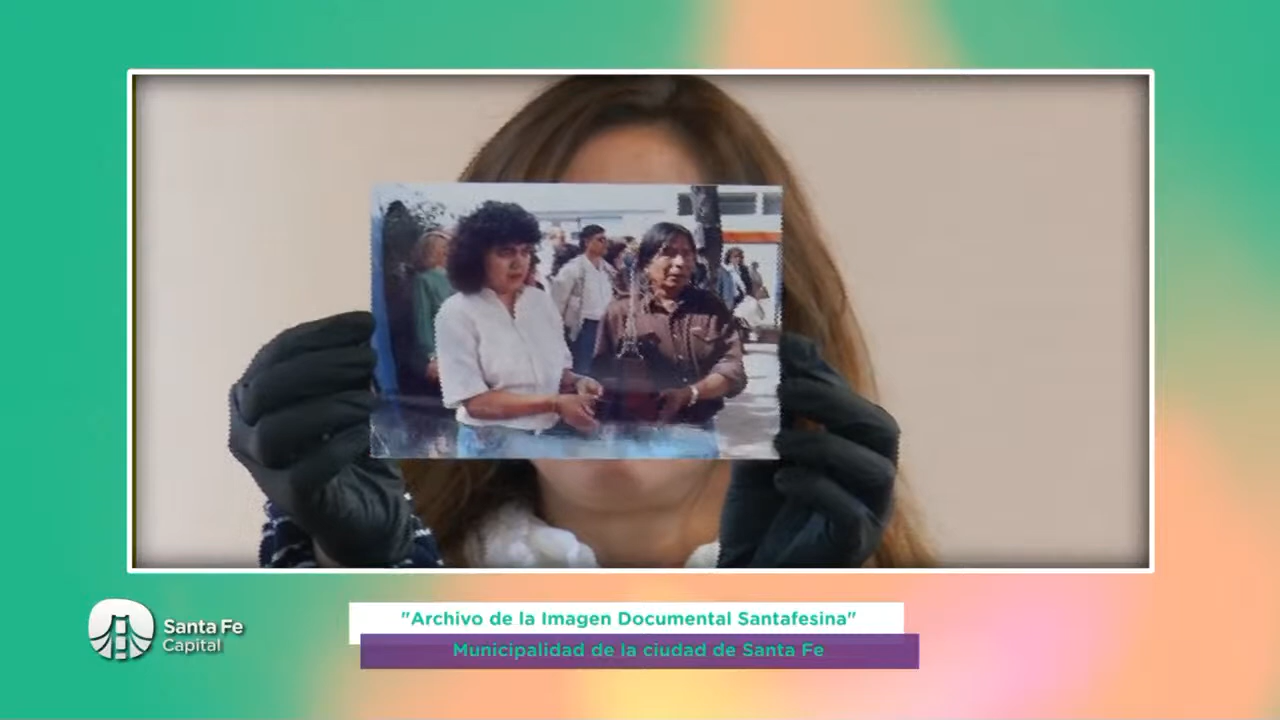 "Archivo de la Imagen Documental Santafesina"
Municipalidad de la ciudad de Santa Fe
Santa Fe
Capital